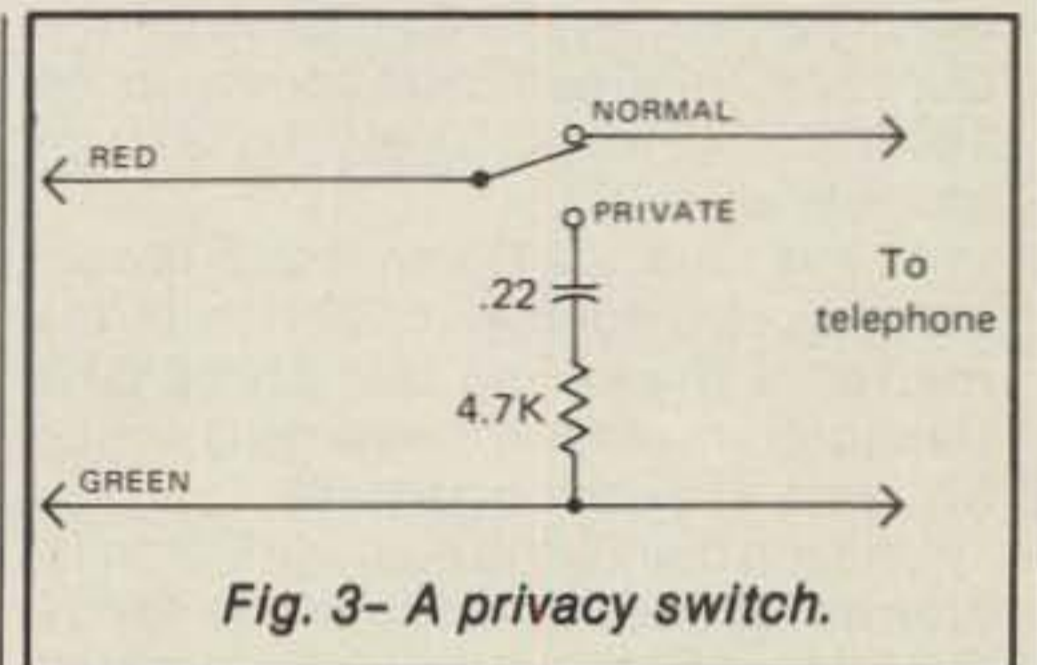 NORMAL
RED
PRIVATE
.22
To
telephone
4.7K
GREEN
Fig. 3– A privacy switch.